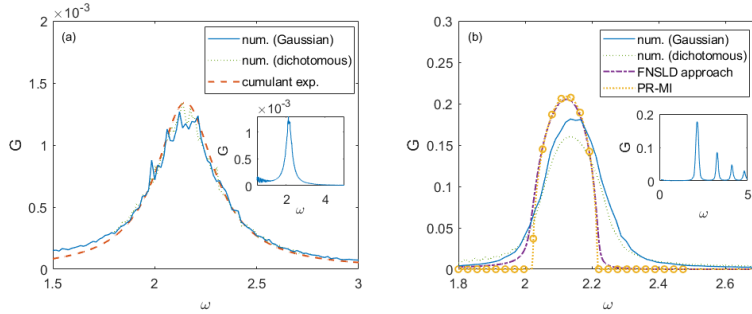 2 ×10⁻³
(a)
num. (Gaussian)
num. (dichotomous)
cumulant exp.
1.5
1
0.5
0
G
1.5 2 2.5 3
ω
×10⁻³
1
0.5
0
G
2 4
ω
(b)
num. (Gaussian)
num. (dichotomous)
FNSLD approach
PR-MI
0.3
0.25
0.2
0.15
0.1
0.05
0
G
1.8 2 2.2 2.4 2.6
ω
0.2
0.1
0
G
0 5
ω